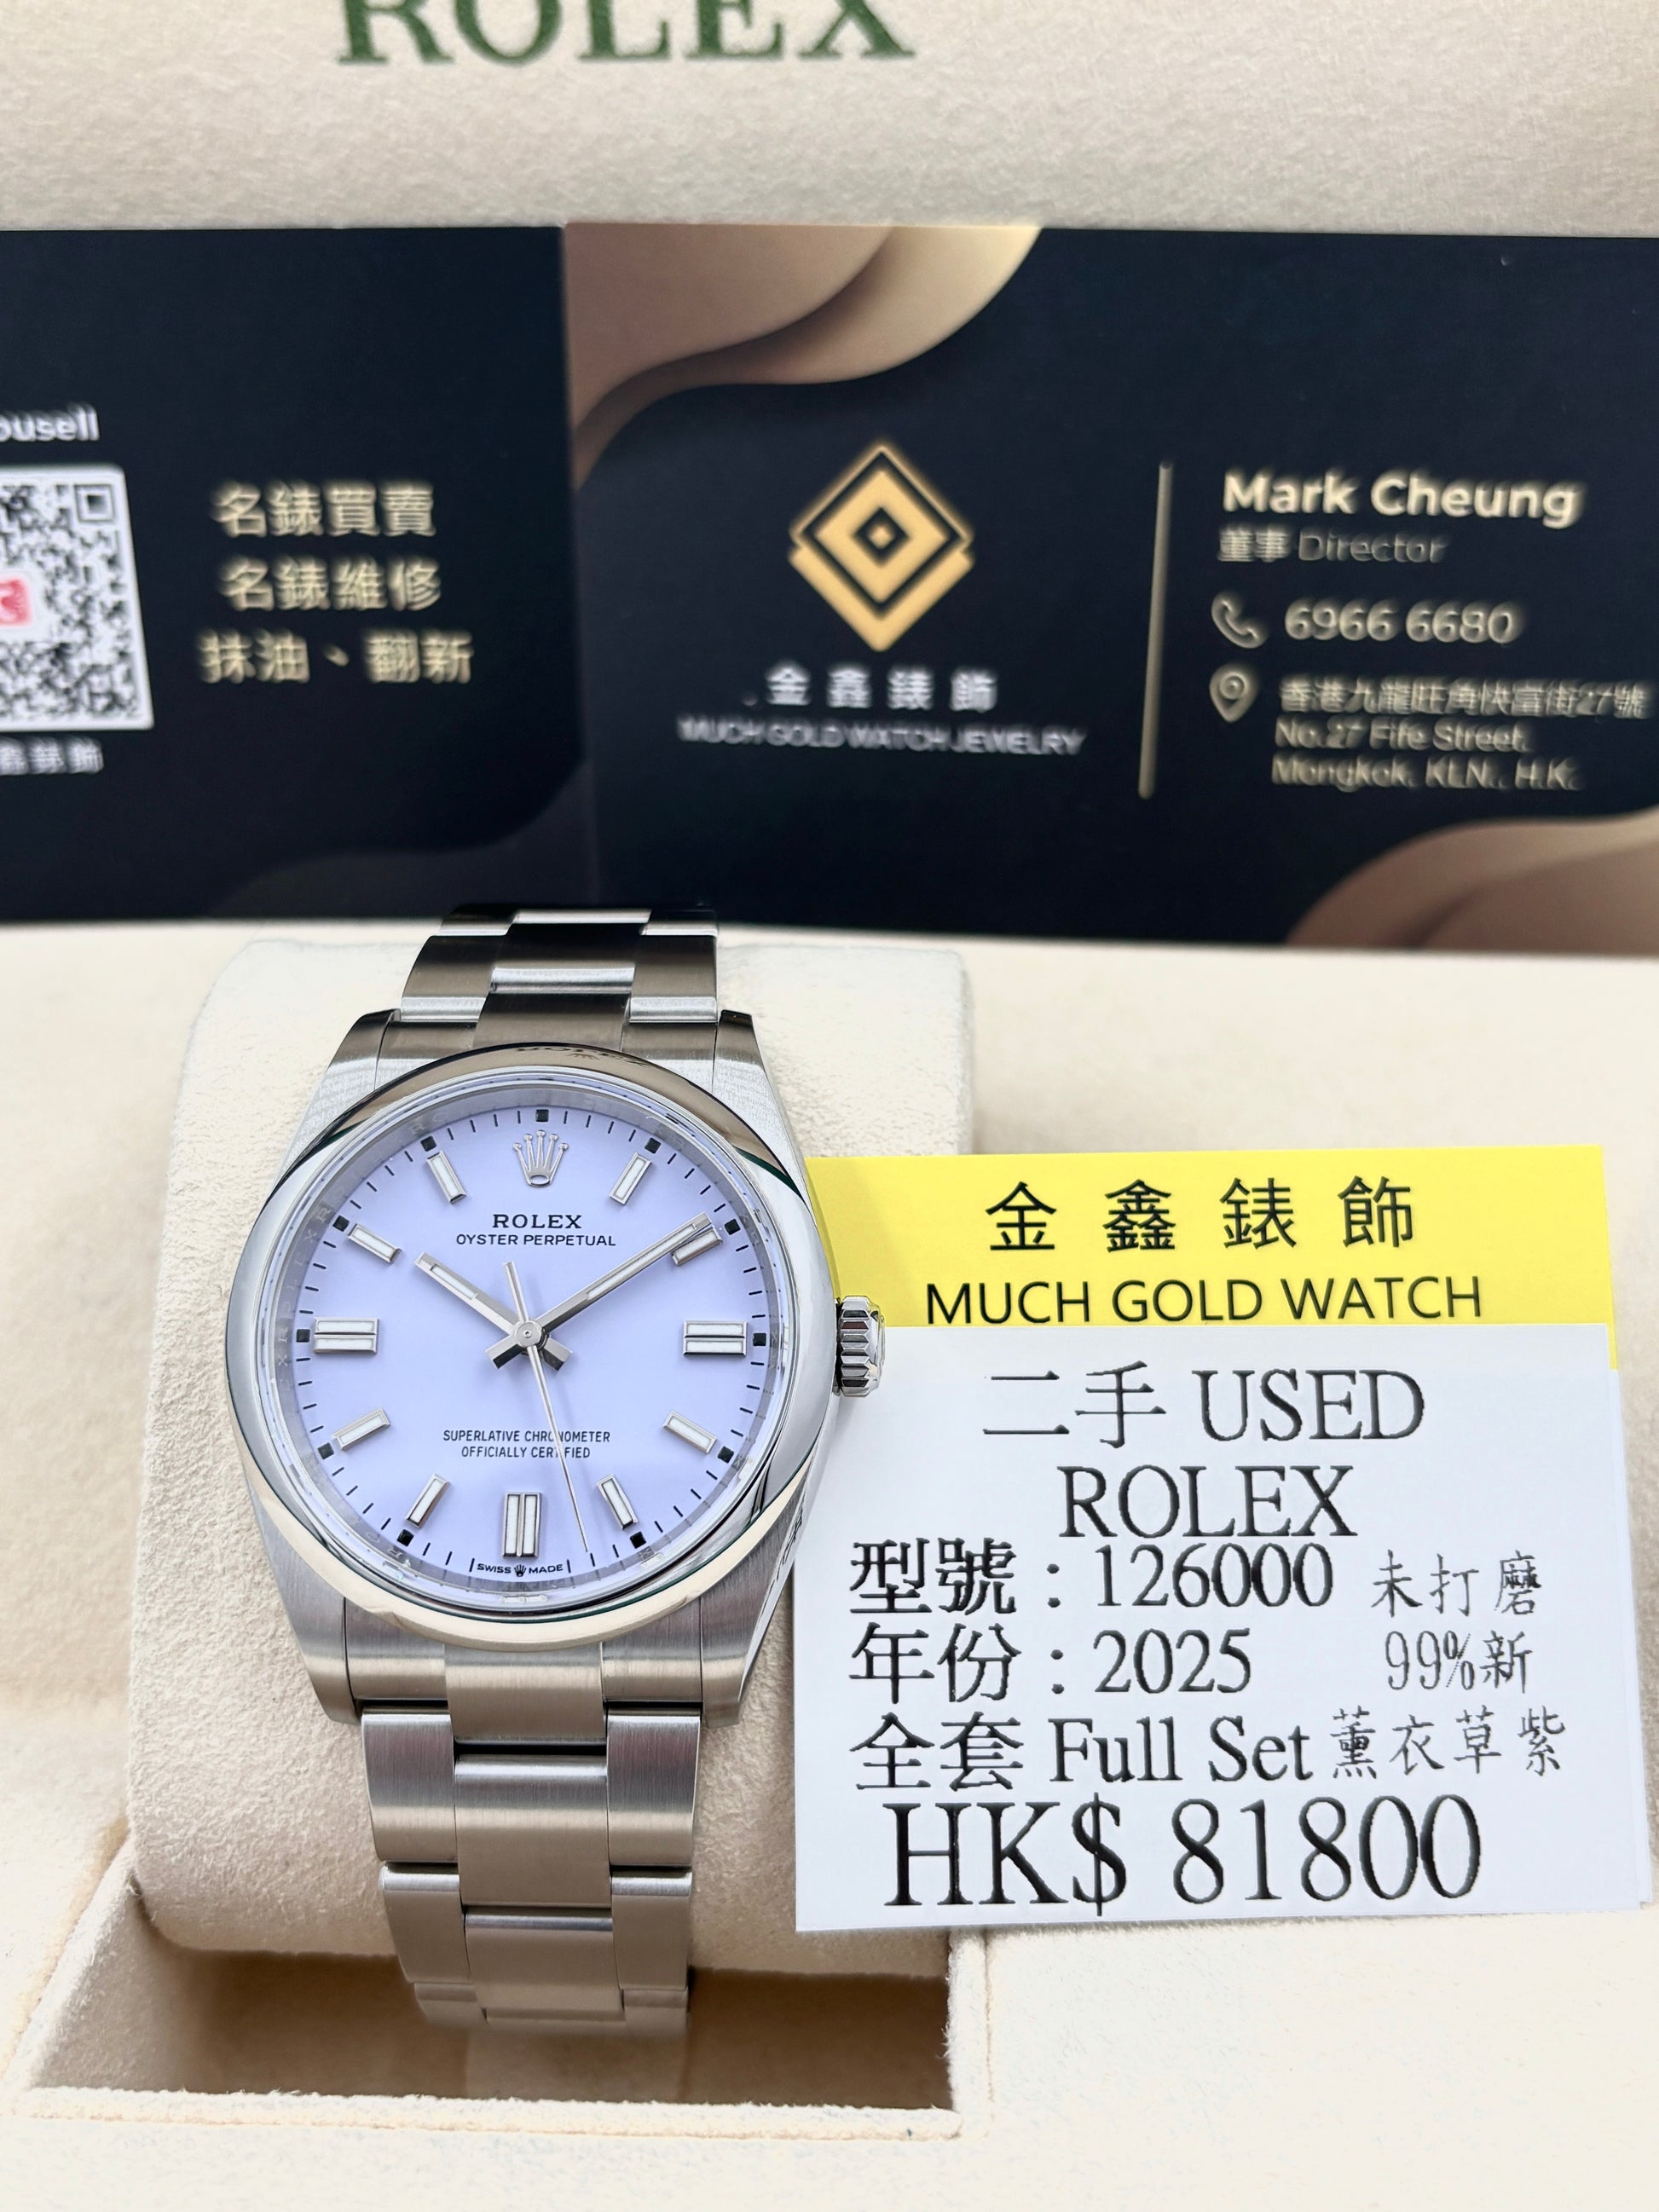 ROLEX
名錶買賣
名錶維修
抹油、翻新
金鑫錶飾
MUCH GOLD WATCH JEWELRY
Mark Cheung
董事 Director
6966 6680
香港九龍旺角快富街27號
No.27 Fife Street,
Mongkok, KLN., H.K.
ROLEX
OYSTER PERPETUAL
SUPERLATIVE CHRONOMETER
OFFICIALLY CERTIFIED
SWISS MADE
金鑫錶飾
MUCH GOLD WATCH
二手 USED
ROLEX
型號：126000 未打磨
年份：2025 99%新
全套 Full Set 薰衣草紫
HK$ 81800